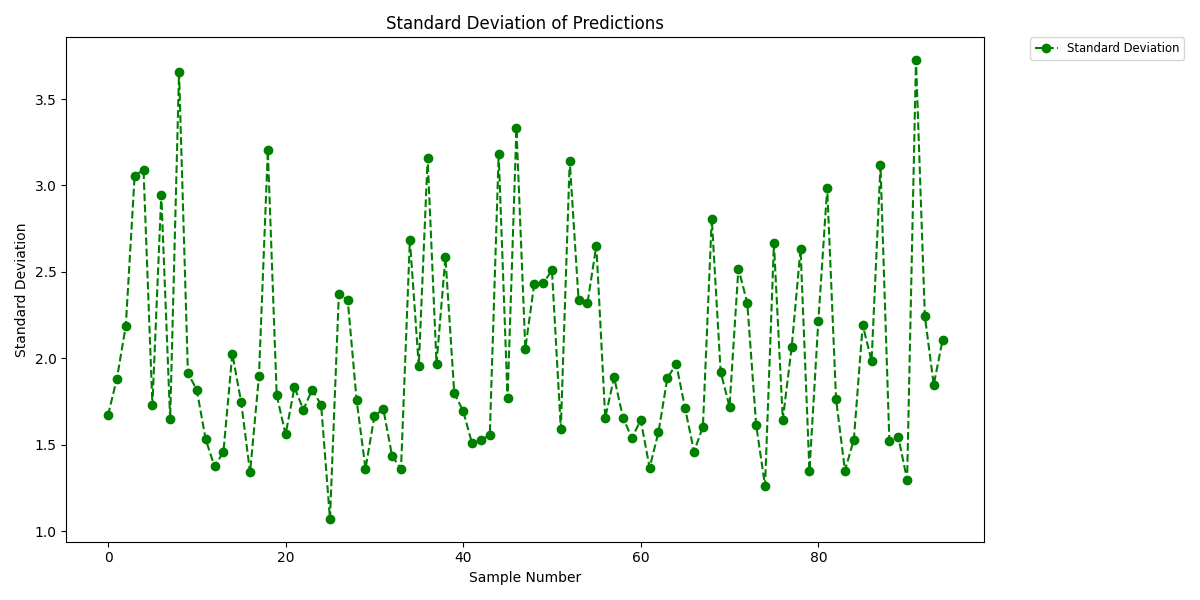 Standard Deviation of Predictions
Standard Deviation
3.5
3.0
2.5
2.0
1.5
1.0
Standard Deviation
0 20 40 60 80
Sample Number